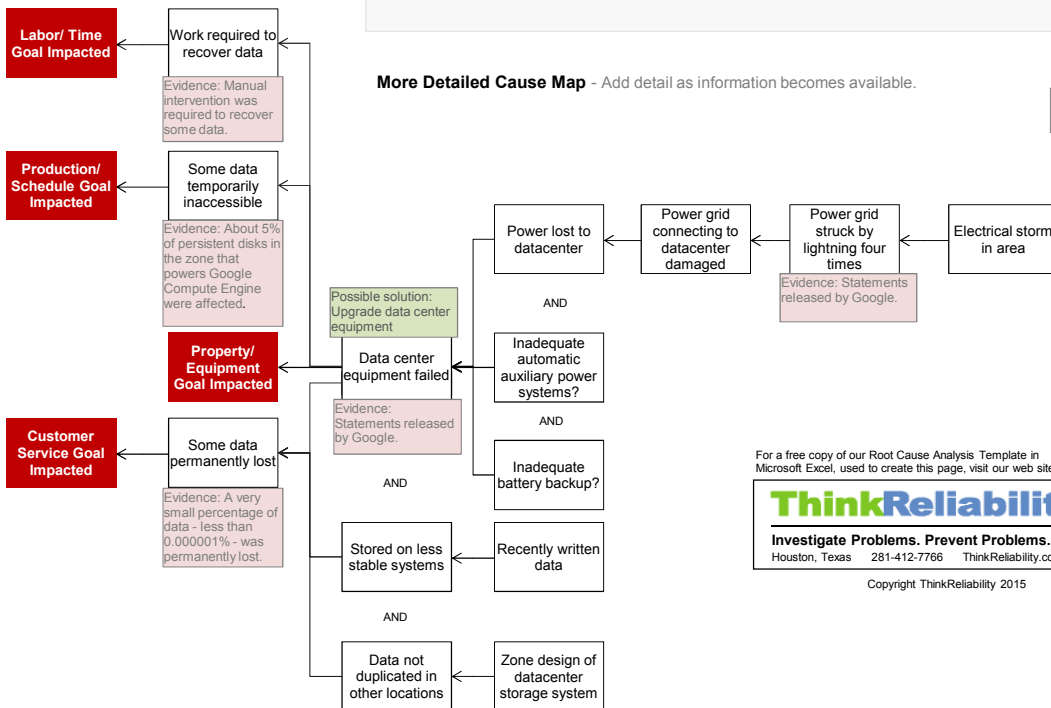 Labor/ Time
Goal Impacted
Work required to
recover data
Evidence: Manual
intervention was
required to recover
some data.
More Detailed Cause Map - Add detail as information becomes available.
Production/
Schedule Goal
Impacted
Some data
temporarily
inaccessible
Evidence: About 5%
of persistent disks in
the zone that
powers Google
Compute Engine
were affected.
Power lost to
datacenter
Power grid
connecting to
datacenter
damaged
Power grid
struck by
lightning four
times
Evidence: Statements
released by Google.
Electrical storm
in area
AND
Possible solution:
Upgrade data center
equipment
Property/
Equipment
Goal Impacted
Data center
equipment failed
Evidence:
Statements released
by Google.
Inadequate
automatic
auxiliary power
systems?
AND
Inadequate
battery backup?
Customer
Service Goal
Impacted
Some data
permanently lost
Evidence: A very
small percentage of
data - less than
0.000001% - was
permanently lost.
AND
Stored on less
stable systems
Recently written
data
AND
Data not
duplicated in
other locations
Zone design of
datacenter
storage system
For a free copy of our Root Cause Analysis Template in
Microsoft Excel, used to create this page, visit our web site
ThinkReliabilit
Investigate Problems. Prevent Problems.
Houston, Texas 281-412-7766 ThinkReliability.co
Copyright ThinkReliability 2015